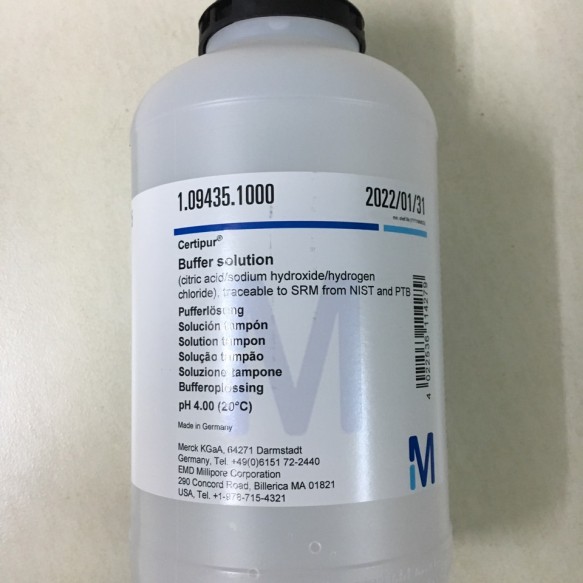 1.09435.1000
2022/01/31
Certipur®
Buffer solution
(citric acid/sodium hydroxide/hydrogen
chloride), traceable to SRM from NIST and PTB
Pufferlösung
Solución tampón
Solution tampon
Solução tampão
Soluzione tampone
Bufferoplossing
pH 4.00 (20°C)
Made in Germany
Merck KGaA, 64271 Darmstadt
Germany, Tel. +49(0)6151 72-2440
EMD Millipore Corporation
290 Concord Road, Billerica MA 01821
USA, Tel. +1-978-715-4321
4 022536 114279
M